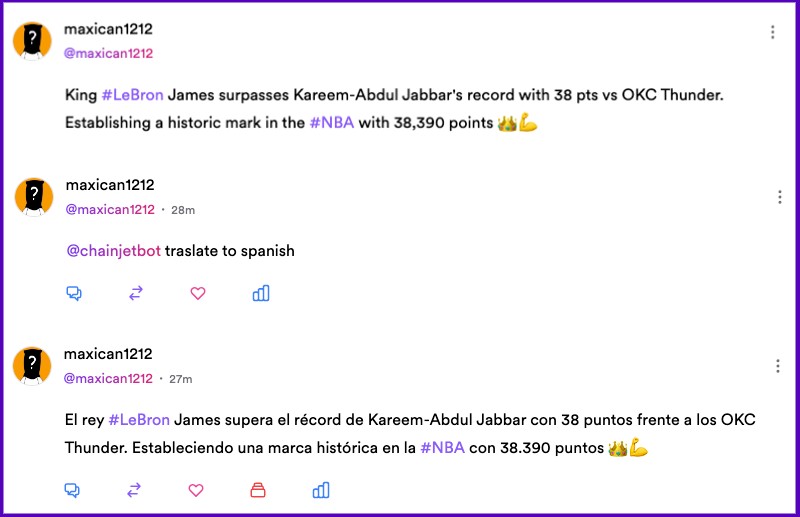 maxican1212
@maxican1212
King #LeBron James surpasses Kareem-Abdul Jabbar's record with 38 pts vs OKC Thunder.
Establishing a historic mark in the #NBA with 38,390 points 👑💪
maxican1212
@maxican1212 · 28m
@chainjetbot traslate to spanish
maxican1212
@maxican1212 · 27m
El rey #LeBron James supera el récord de Kareem-Abdul Jabbar con 38 puntos frente a los OKC
Thunder. Estableciendo una marca histórica en la #NBA con 38.390 puntos 👑💪